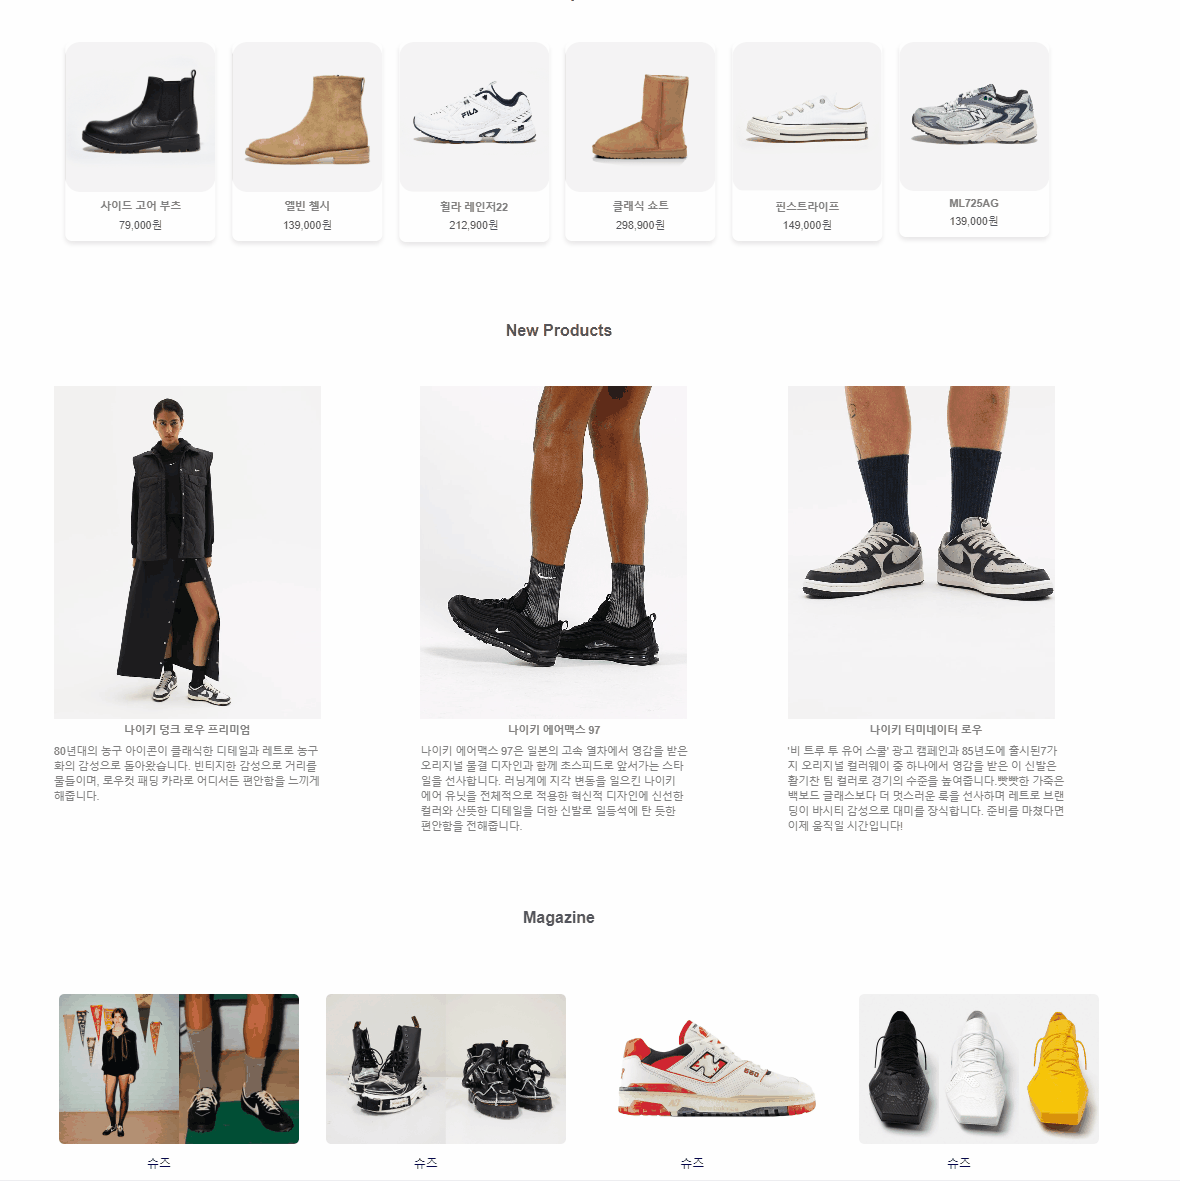 사이드 고어 부츠
79,000원
엘빈 첼시
139,000원
FILA
휠라 레인저22
212,900원
클래식 쇼트
298,900원
핀스트라이프
149,000원
N
ML725AG
139,000원
New Products
나이키 덩크 로우 프리미엄
80년대의 농구 아이콘이 클래식한 디테일과 레트로 농구
화의 감성으로 돌아왔습니다. 빈티지한 감성으로 거리를
물들이며, 로우컷 패딩 카라로 어디서든 편안함을 느끼게
해줍니다.
나이키 에어맥스 97
나이키 에어맥스 97은 일본의 고속 열차에서 영감을 받은
오리지널 물결 디자인과 함께 초스피드로 앞서가는 스타
일을 선사합니다. 러닝계에 지각 변동을 일으킨 나이키
에어 유닛을 전체적으로 적용한 혁신적 디자인에 신선한
컬러와 산뜻한 디테일을 더한 신발로 일등석에 탄 듯한
편안함을 전해줍니다.
나이키 터미네이터 로우
'비 트루 투 유어 스쿨' 광고 캠페인과 85년도에 출시된7가
지 오리지널 컬러웨이 중 하나에서 영감을 받은 이 신발은
활기찬 팀 컬러로 경기의 수준을 높여줍니다.빳빳한 가죽은
백보드 글래스보다 더 멋스러운 룩을 선사하며 레트로 브랜
딩이 바시티 감성으로 대미를 장식합니다. 준비를 마쳤다면
이제 움직일 시간입니다!
Magazine
N
550
슈즈
슈즈
슈즈
슈즈